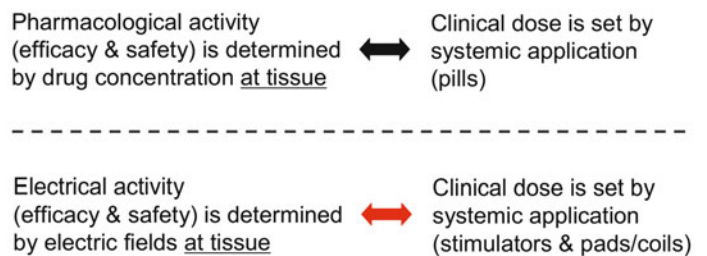 Pharmacological activity
(efficacy & safety) is determined
by drug concentration at tissue
Clinical dose is set by
systemic application
(pills)
Electrical activity
(efficacy & safety) is determined
by electric fields at tissue
Clinical dose is set by
systemic application
(stimulators & pads/coils)